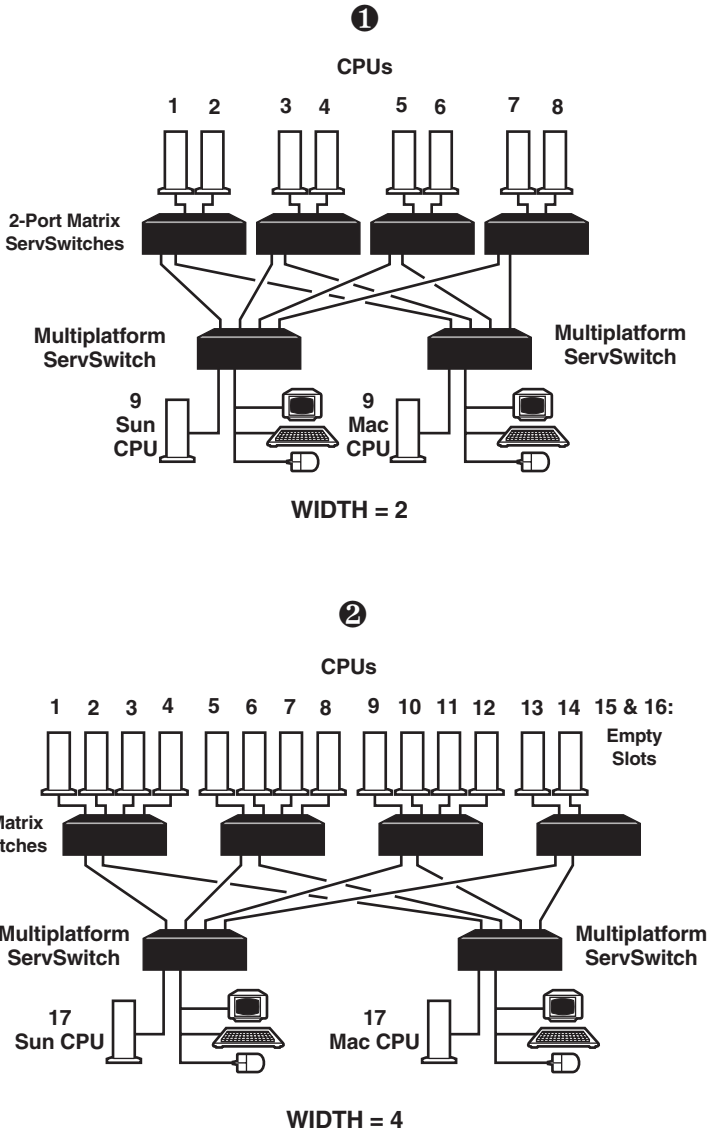 ❶
CPUs
1 2 3 4 5 6 7 8
2-Port Matrix
ServSwitches
Multiplatform
ServSwitch
Multiplatform
ServSwitch
9
Sun
CPU
9
Mac
CPU
WIDTH = 2
❷
CPUs
1 2 3 4 5 6 7 8 9 10 11 12 13 14 15 & 16:
Empty
Slots
Matrix
tches
Multiplatform
ServSwitch
Multiplatform
ServSwitch
17
Sun CPU
17
Mac CPU
WIDTH = 4